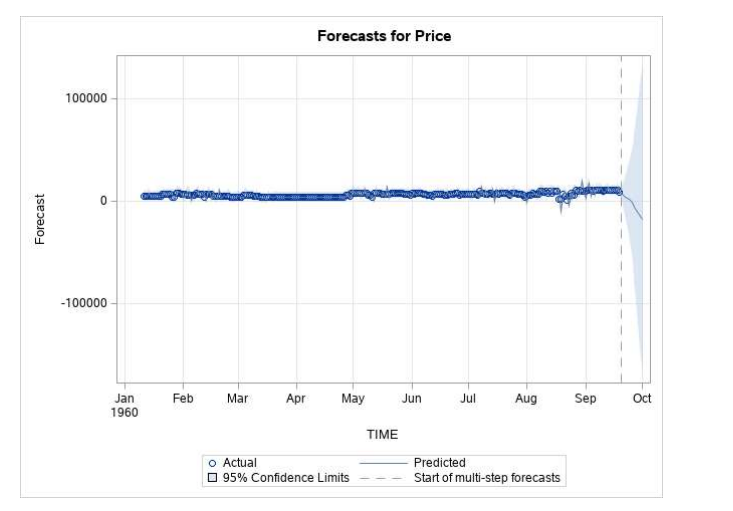 Forecasts for Price
100000
0
-100000
Forecast
Jan Feb Mar Apr May Jun Jul Aug Sep Oct
1960
TIME
Actual Predicted
95% Confidence Limits Start of multi-step forecasts